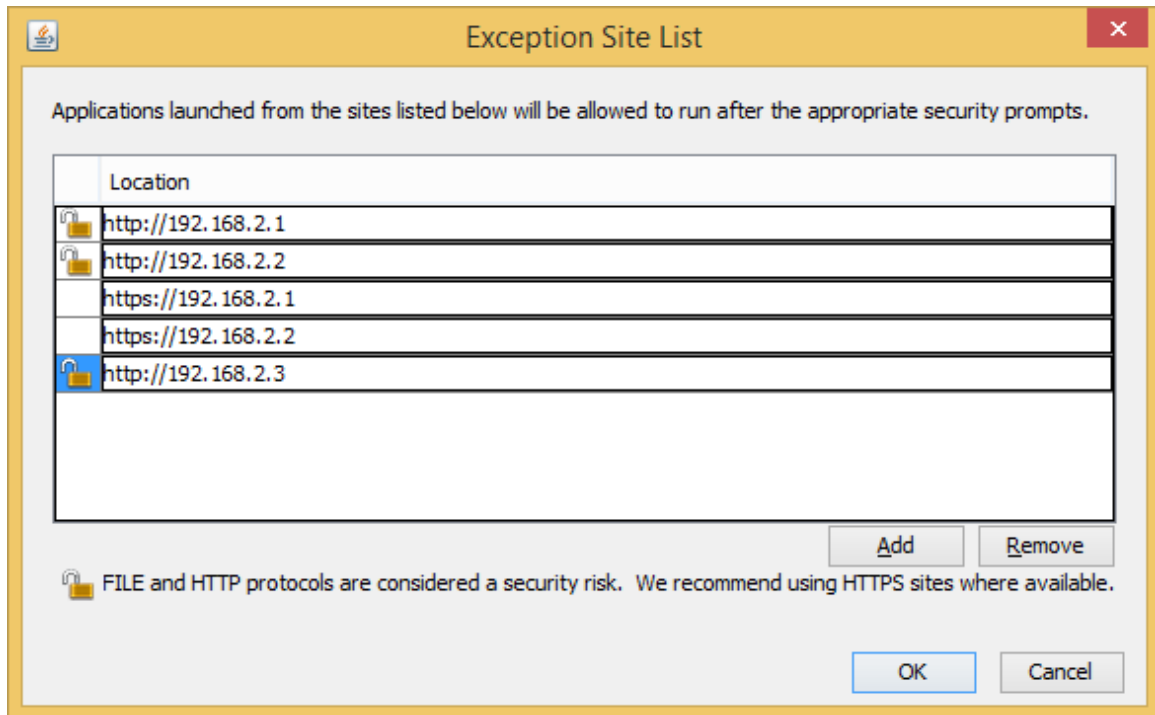 Exception Site List
Applications launched from the sites listed below will be allowed to run after the appropriate security prompts.
Location
http://192.168.2.1
http://192.168.2.2
https://192.168.2.1
https://192.168.2.2
http://192.168.2.3
Add Remove
FILE and HTTP protocols are considered a security risk. We recommend using HTTPS sites where available.
OK Cancel